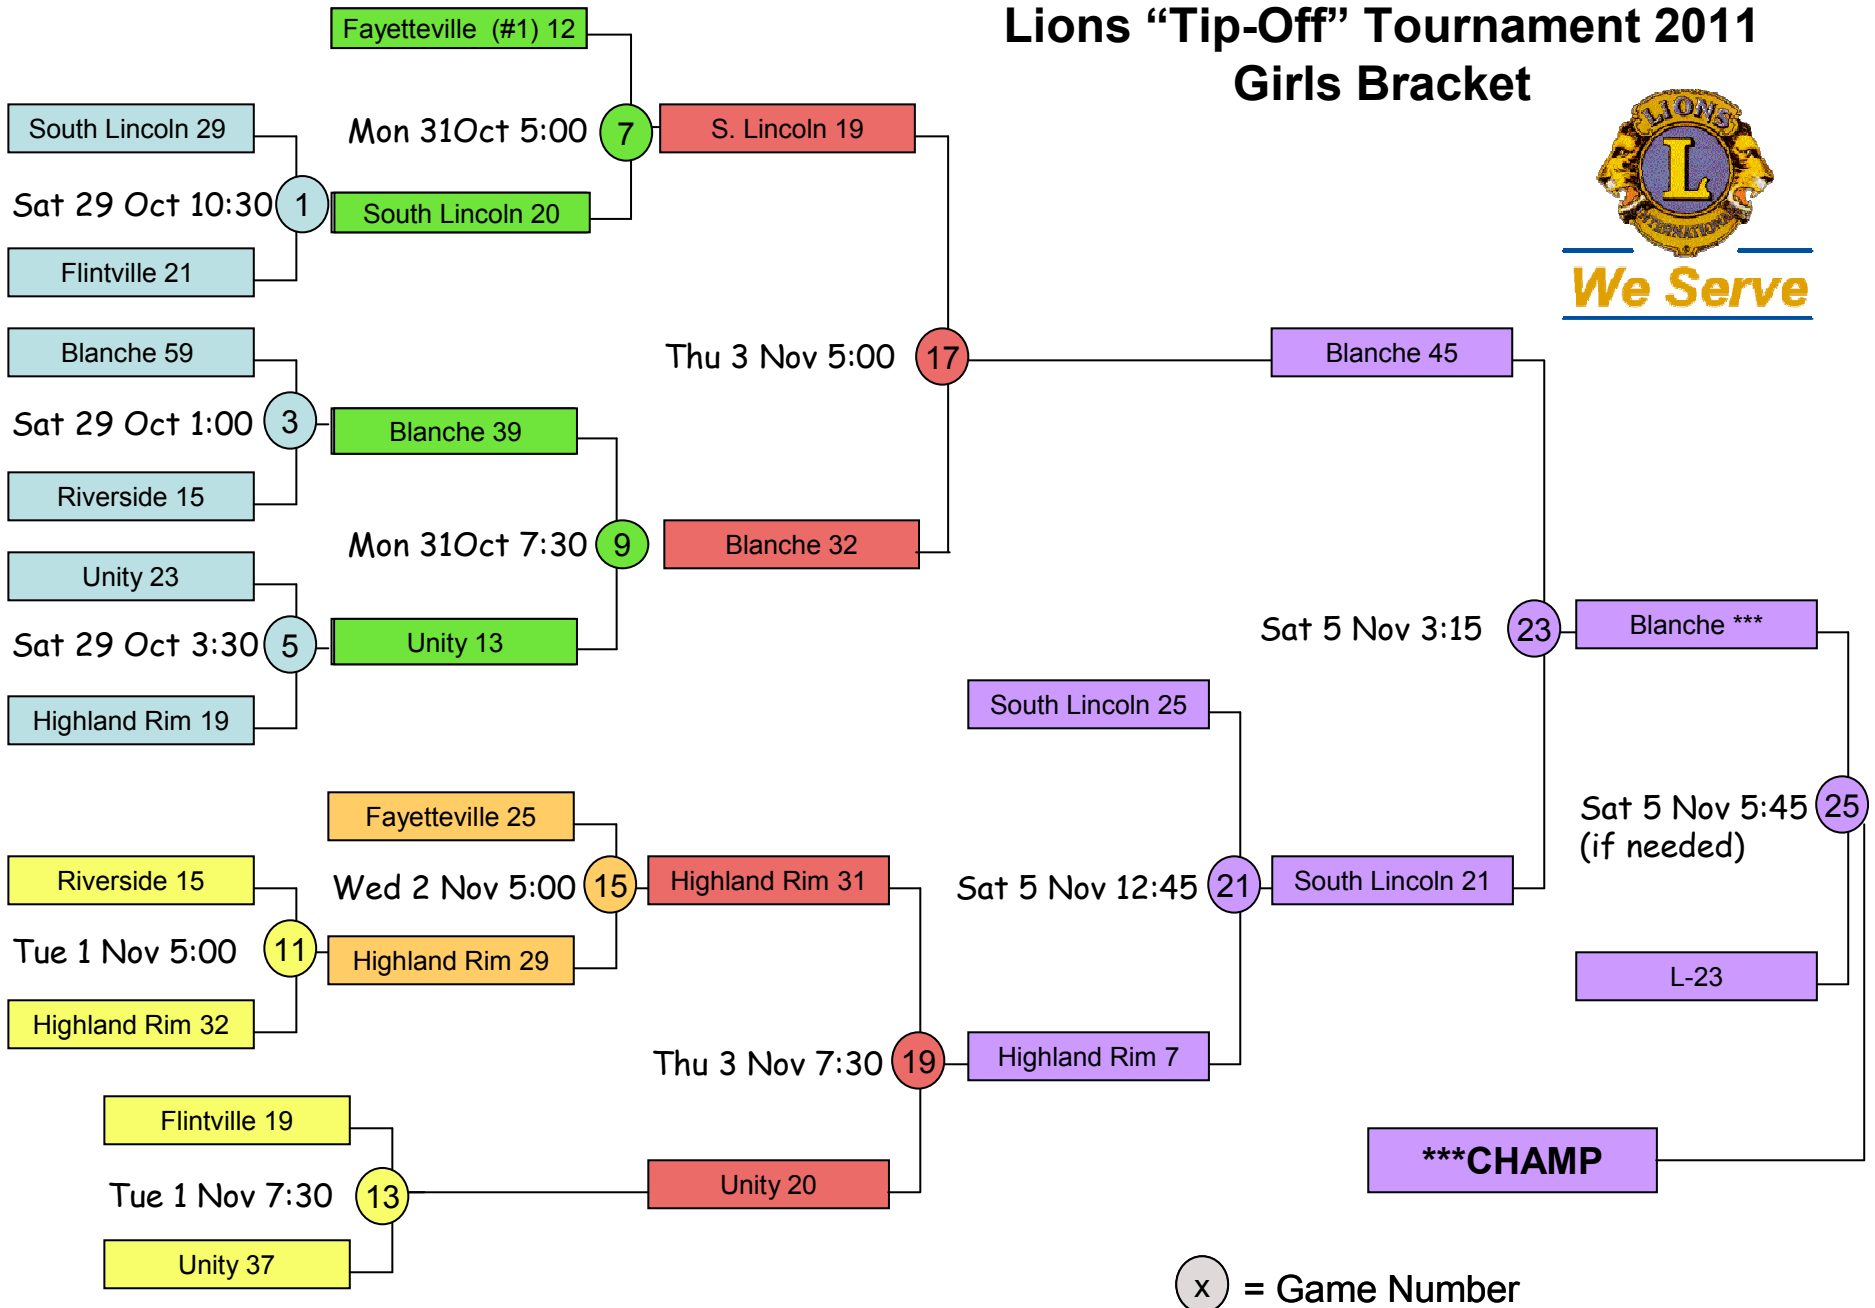 Lions “Tip-Off” Tournament 2011
Girls Bracket
LIONS
L
INTERNATIONAL
We Serve
Fayetteville (#1) 12
South Lincoln 29
Mon 31Oct 5:00
7
S. Lincoln 19
Sat 29 Oct 10:30
1
South Lincoln 20
Flintville 21
Blanche 59
Thu 3 Nov 5:00
17
Blanche 45
Sat 29 Oct 1:00
3
Blanche 39
Riverside 15
Mon 31Oct 7:30
9
Blanche 32
Unity 23
Sat 29 Oct 3:30
5
Unity 13
Sat 5 Nov 3:15
23
Blanche ***
Highland Rim 19
South Lincoln 25
Fayetteville 25
Sat 5 Nov 5:45
(if needed)
25
Riverside 15
Wed 2 Nov 5:00
15
Highland Rim 31
Sat 5 Nov 12:45
21
South Lincoln 21
Tue 1 Nov 5:00
11
Highland Rim 29
L-23
Highland Rim 32
Thu 3 Nov 7:30
19
Highland Rim 7
Flintville 19
Tue 1 Nov 7:30
13
Unity 20
***CHAMP
Unity 37
x
= Game Number